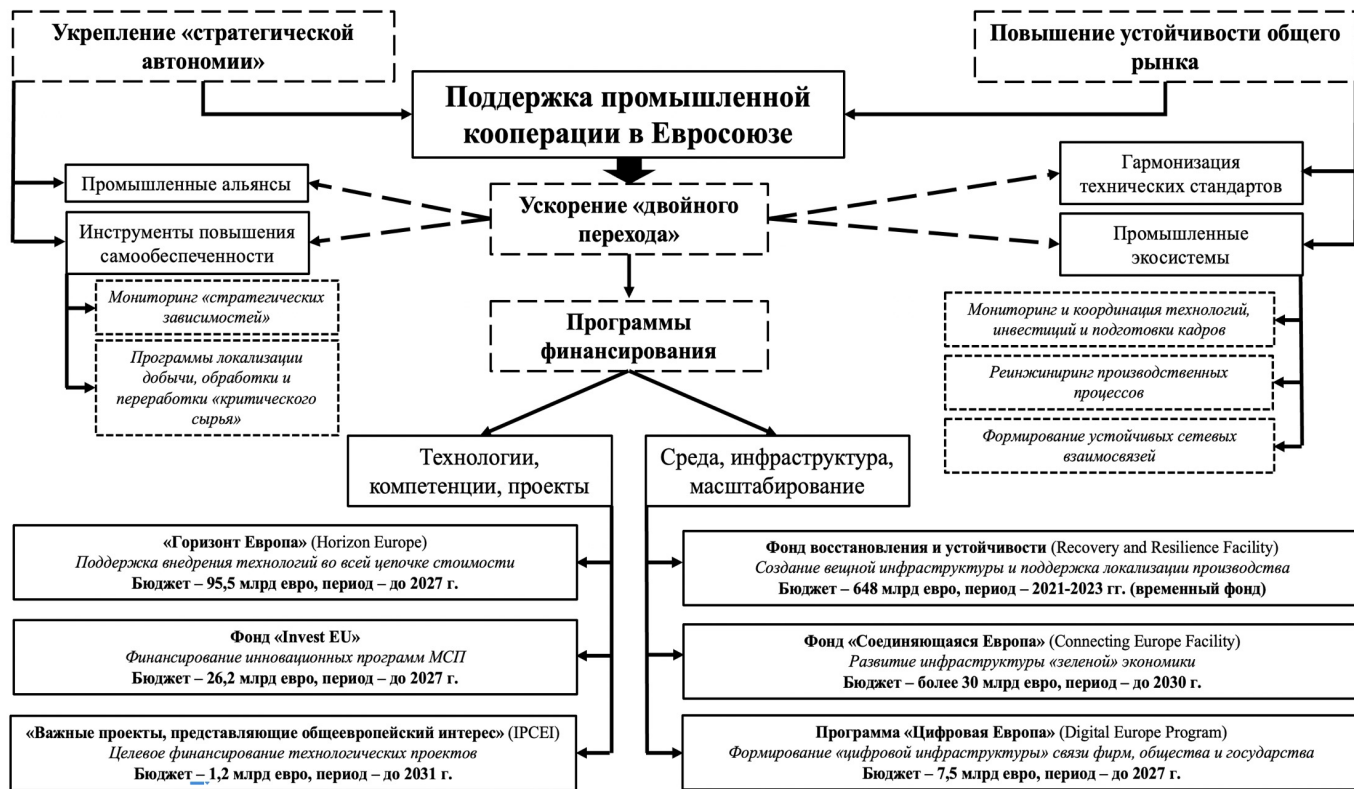 Укрепление «стратегической
автономии»
Повышение устойчивости общего
рынка
Поддержка промышленной
кооперации в Евросоюзе
Промышленные альянсы
Инструменты повышения
самообеспеченности
Мониторинг «стратегических
зависимостей»
Программы локализации
добычи, обработки и
переработки «критического
сырья»
Ускорение «двойного
перехода»
Программы
финансирования
Гармонизация
технических стандартов
Промышленные
экосистемы
Мониторинг и координация технологий,
инвестиций и подготовки кадров
Реинжиниринг производственных
процессов
Формирование устойчивых сетевых
взаимосвязей
Технологии,
компетенции, проекты
Среда, инфраструктура,
масштабирование
«Горизонт Европа» (Horizon Europe)
Поддержка внедрения технологий во всей цепочке стоимости
Бюджет – 95,5 млрд евро, период – до 2027 г.
Фонд «Invest EU»
Финансирование инновационных программ МСП
Бюджет – 26,2 млрд евро, период – до 2027 г.
«Важные проекты, представляющие общеевропейский интерес» (IPCEI)
Целевое финансирование технологических проектов
Бюджет – 1,2 млрд евро, период – до 2031 г.
Фонд восстановления и устойчивости (Recovery and Resilience Facility)
Создание вещной инфраструктуры и поддержка локализации производства
Бюджет – 648 млрд евро, период – 2021-2023 гг. (временный фонд)
Фонд «Соединяющаяся Европа» (Connecting Europe Facility)
Развитие инфраструктуры «зеленой» экономики
Бюджет – более 30 млрд евро, период – до 2030 г.
Программа «Цифровая Европа» (Digital Europe Program)
Формирование «цифровой инфраструктуры» связи фирм, общества и государства
Бюджет – 7,5 млрд евро, период – до 2027 г.